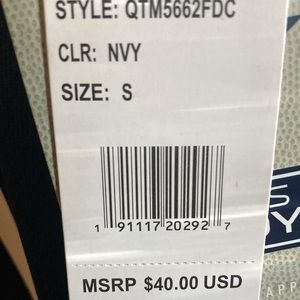 STYLE: QTM5662FDC
CLR: NVY
SIZE: S
1 91117 20292 7
MSRP $40.00 USD